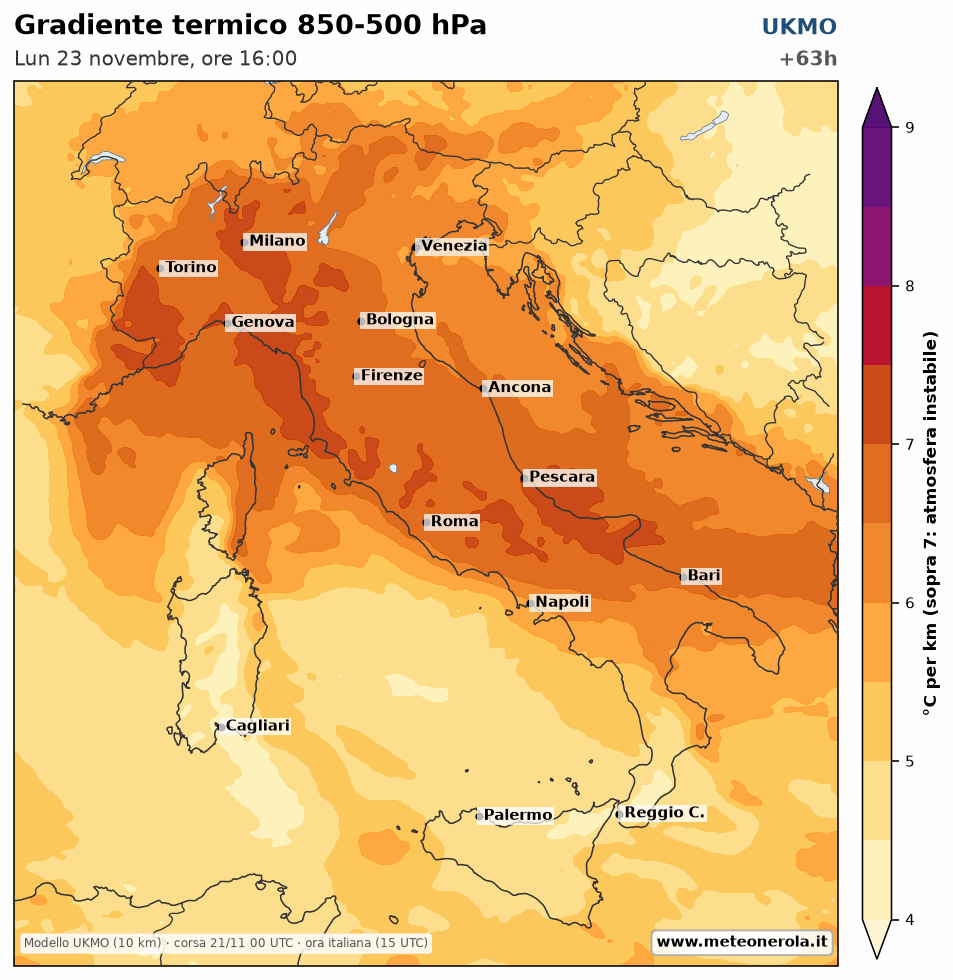 Gradiente termico 850-500 hPa
UKMO
Lun 23 novembre, ore 16:00
+63h
Milano
Venezia
Torino
Genova
Bologna
Firenze
Ancona
Pescara
Roma
Bari
Napoli
Cagliari
Palermo
Reggio C.
9
8
7
6
5
4
°C per km (sopra 7: atmosfera instabile)
Modello UKMO (10 km) · corsa 21/11 00 UTC · ora italiana (15 UTC)
www.meteonerola.it